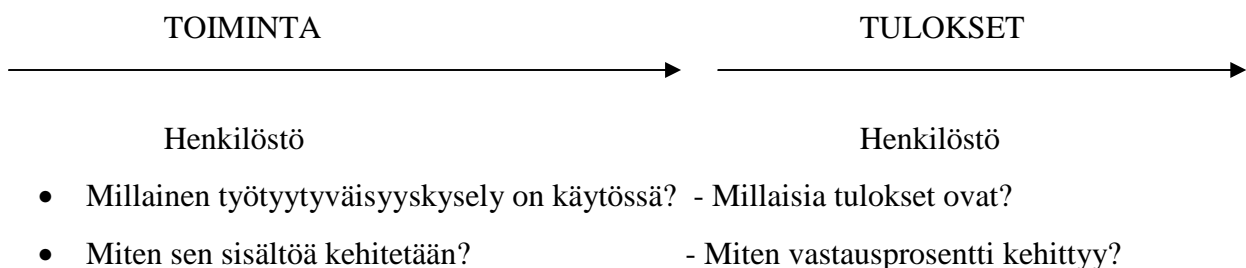 TOIMINTA TULOKSET
Henkilöstö Henkilöstö
• Millainen työtyytyväisyyskysely on käytössä? - Millaisia tulokset ovat?
• Miten sen sisältöä kehitetään? - Miten vastausprosentti kehittyy?